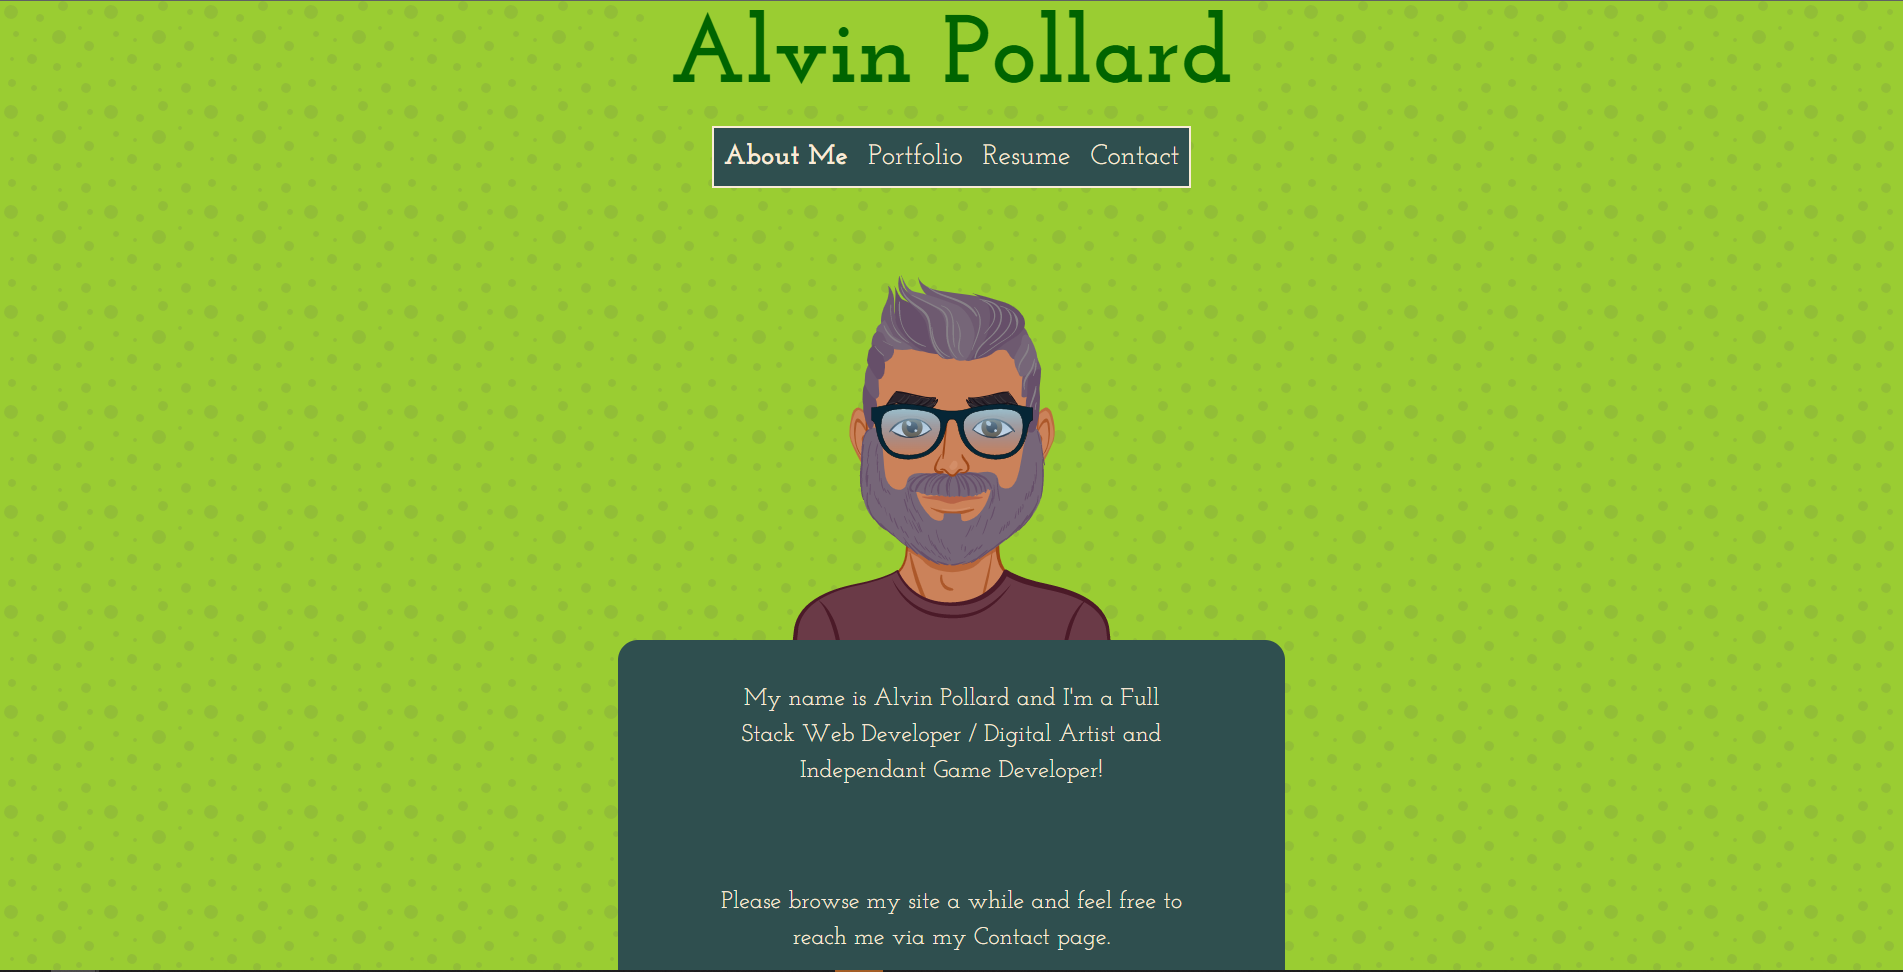 Alvin Pollard
About Me Portfolio Resume Contact
My name is Alvin Pollard and I'm a Full
Stack Web Developer / Digital Artist and
Independant Game Developer!
Please browse my site a while and feel free to
reach me via my Contact page.